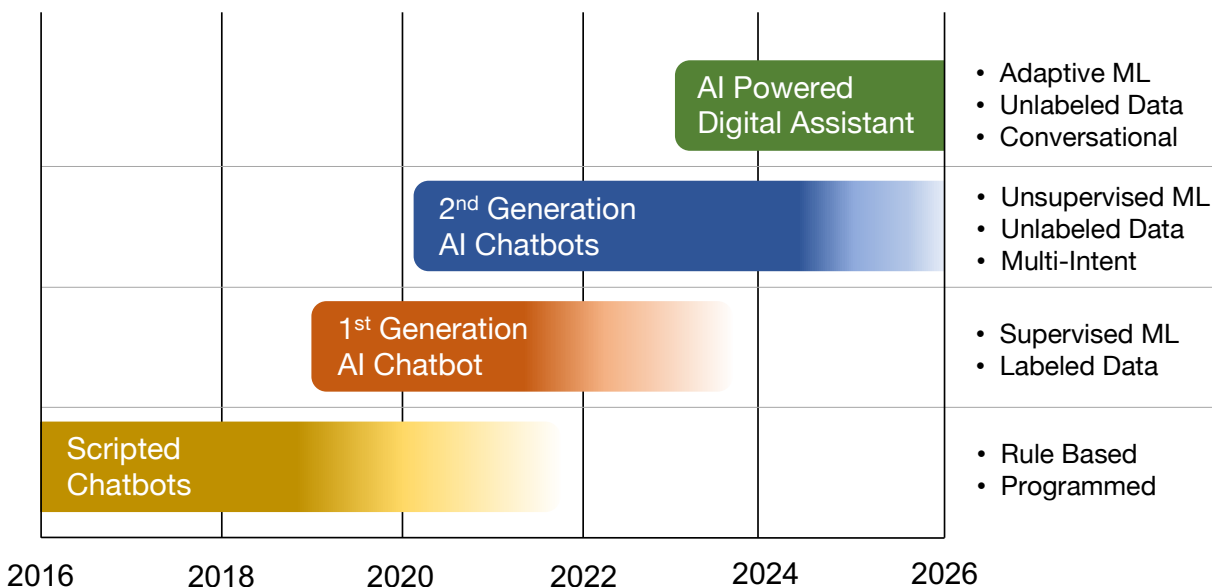 AI Powered
Digital Assistant
• Adaptive ML
• Unlabeled Data
• Conversational
2nd Generation
AI Chatbots
• Unsupervised ML
• Unlabeled Data
• Multi-Intent
1st Generation
AI Chatbot
• Supervised ML
• Labeled Data
Scripted
Chatbots
• Rule Based
• Programmed
2016 2018 2020 2022 2024 2026